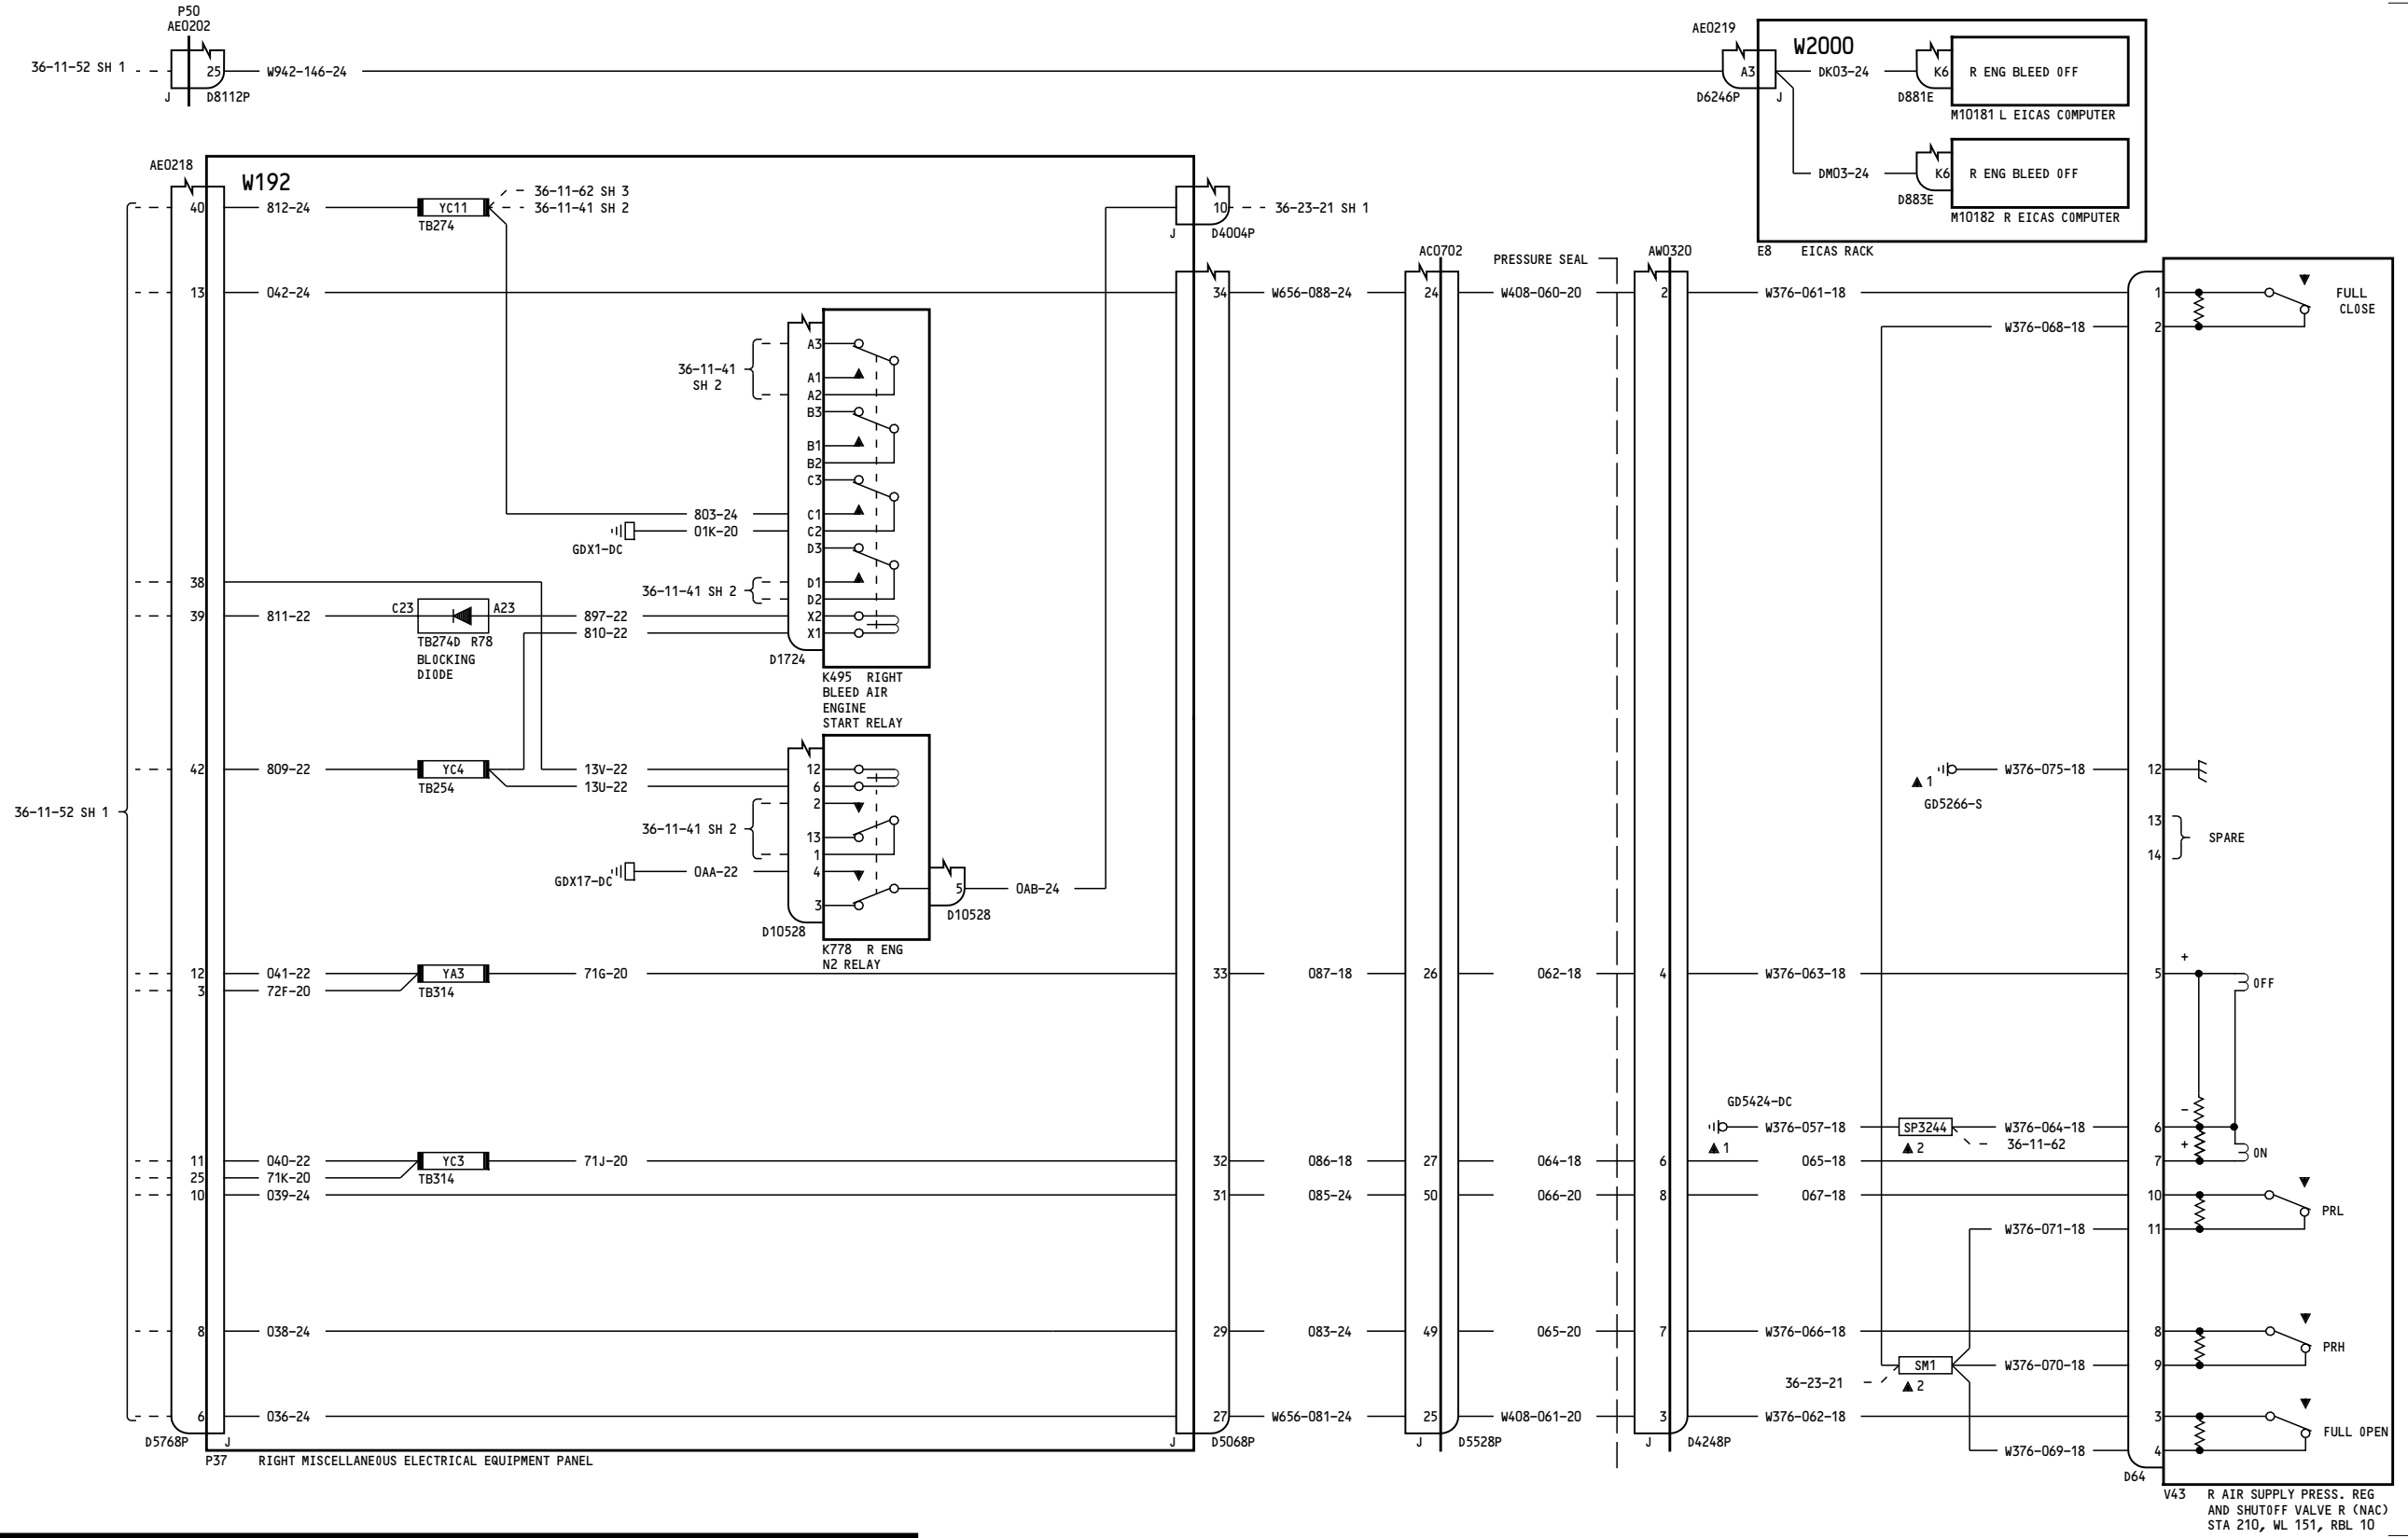 P50
AE0202
36-11-52 SH 1
25
W942-146-24
J
D8112P
AE0219
W2000
A3
DK03-24
K6
R ENG BLEED OFF
D6246P
J
D881E
M10181 L EICAS COMPUTER
DM03-24
K6
R ENG BLEED OFF
D883E
M10182 R EICAS COMPUTER
E8 EICAS RACK
AE0218
W192
40
812-24
YC11
TB274
36-11-62 SH 3
36-11-41 SH 2
10
36-23-21 SH 1
J
D4004P
AC0702
PRESSURE SEAL
AW0320
13
042-24
34
W656-088-24
24
W408-060-20
2
W376-061-18
1
FULL
CLOSE
W376-068-18
2
36-11-41
SH 2
A3
A1
A2
B3
B1
B2
C3
803-24
C1
01K-20
C2
GDX1-DC
D3
38
36-11-41 SH 2
D1
D2
39
811-22
C23
A23
897-22
X2
810-22
X1
TB274D R78
BLOCKING
DIODE
D1724
K495 RIGHT
BLEED AIR
ENGINE
START RELAY
42
809-22
YC4
TB254
13V-22
12
13U-22
6
2
36-11-41 SH 2
13
1
GDX17-DC
0AA-22
4
3
5
0AB-24
D10528
D10528
K778 R ENG
N2 RELAY
36-11-52 SH 1
1
GD5266-S
W376-075-18
12
13
14
SPARE
12
041-22
YA3
71G-20
33
087-18
26
062-18
4
W376-063-18
5
+
OFF
3
72F-20
TB314
GD5424-DC
1
W376-057-18
SP3244
2
36-11-62
W376-064-18
6
-
+
11
040-22
YC3
71J-20
32
086-18
27
064-18
6
065-18
7
ON
25
71K-20
TB314
10
039-24
31
085-24
50
066-20
8
067-18
10
PRL
W376-071-18
11
8
038-24
29
083-24
49
065-20
7
W376-066-18
8
PRH
SM1
W376-070-18
9
36-23-21
2
6
036-24
27
W656-081-24
25
W408-061-20
3
W376-062-18
3
FULL OPEN
W376-069-18
4
D5768P
J
J
D5068P
J
D5528P
J
D4248P
D64
P37 RIGHT MISCELLANEOUS ELECTRICAL EQUIPMENT PANEL
V43 R AIR SUPPLY PRESS. REG
AND SHUTOFF VALVE R (NAC)
STA 210, WL 151, RBL 10